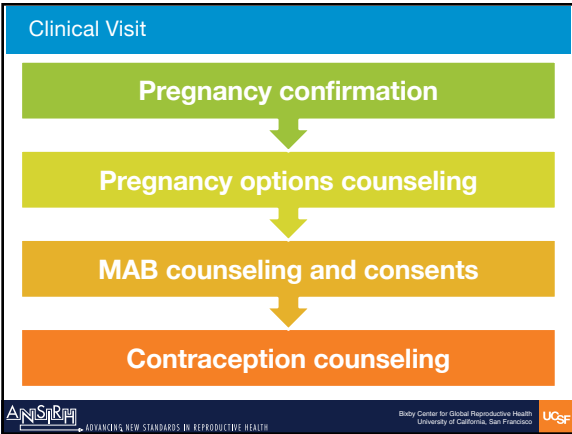 Clinical Visit
Pregnancy confirmation
Pregnancy options counseling
MAB counseling and consents
Contraception counseling
ANSIRH
ADVANCING NEW STANDARDS IN REPRODUCTIVE HEALTH
Bixby Center for Global Reproductive Health
University of California, San Francisco
UCSF